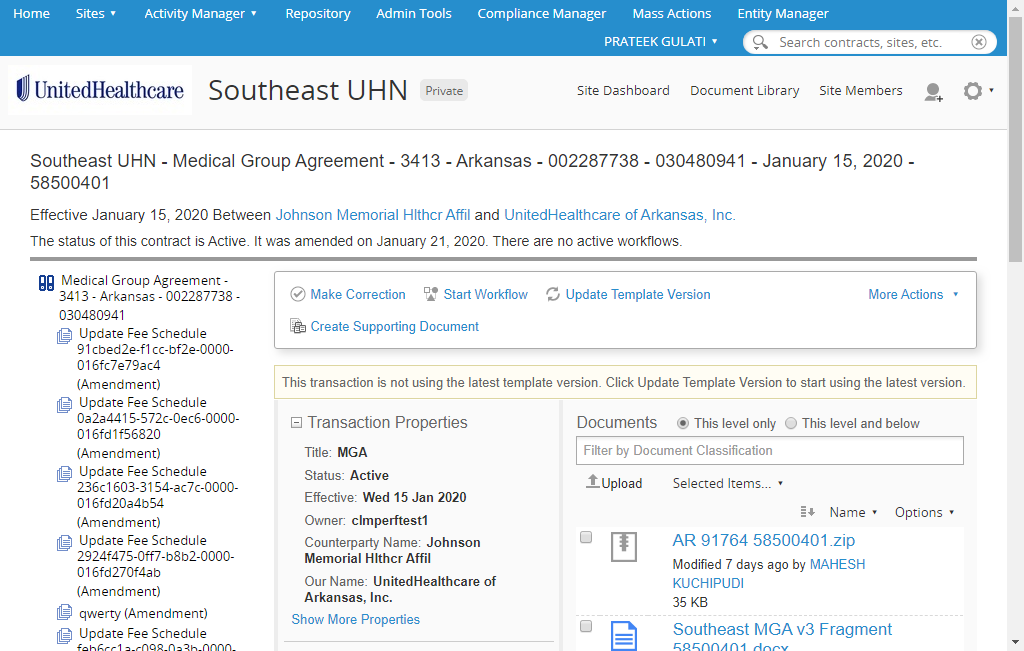 Home Sites Activity Manager Repository Admin Tools Compliance Manager Mass Actions Entity Manager
PRATEEK GULATI Search contracts, sites, etc.
UnitedHealthcare Southeast UHN Private Site Dashboard Document Library Site Members
Southeast UHN - Medical Group Agreement - 3413 - Arkansas - 002287738 - 030480941 - January 15, 2020 -
58500401
Effective January 15, 2020 Between Johnson Memorial Hlthcr Affil and UnitedHealthcare of Arkansas, Inc.
The status of this contract is Active. It was amended on January 21, 2020. There are no active workflows.
Medical Group Agreement -
3413 - Arkansas - 002287738 -
030480941
Update Fee Schedule
91cbed2e-f1cc-bf2e-0000-
016fc7e79ac4
(Amendment)
Update Fee Schedule
0a2a4415-572c-0ec6-0000-
016fd1f56820
(Amendment)
Update Fee Schedule
236c1603-3154-ac7c-0000-
016fd20a4b54
(Amendment)
Update Fee Schedule
2924f475-0ff7-b8b2-0000-
016fd270f4ab
(Amendment)
qwerty (Amendment)
Update Fee Schedule
feb6cc1a-c098-0a3b-0000-
Make Correction Start Workflow Update Template Version More Actions
Create Supporting Document
This transaction is not using the latest template version. Click Update Template Version to start using the latest version.
Transaction Properties
Title: MGA
Status: Active
Effective: Wed 15 Jan 2020
Owner: clmperftest1
Counterparty Name: Johnson
Memorial Hlthcr Affil
Our Name: UnitedHealthcare of
Arkansas, Inc.
Show More Properties
Documents This level only This level and below
Filter by Document Classification
Upload Selected Items...
Name Options
AR 91764 58500401.zip
Modified 7 days ago by MAHESH
KUCHIPUDI
35 KB
Southeast MGA v3 Fragment
58500401.docx